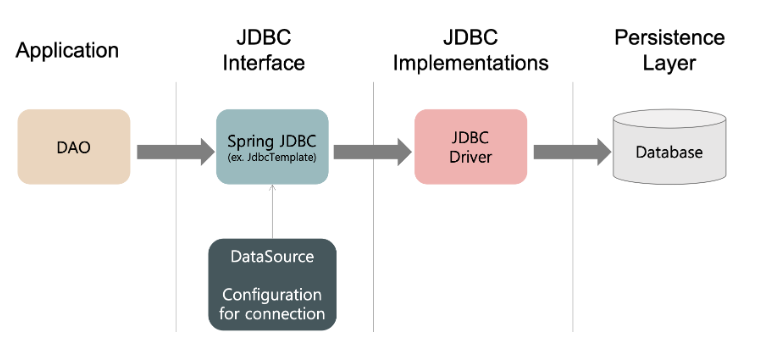 Application
JDBC
Interface
JDBC
Implementations
Persistence
Layer
DAO
Spring JDBC
(ex. JdbcTemplate)
JDBC
Driver
Database
DataSource
Configuration
for connection